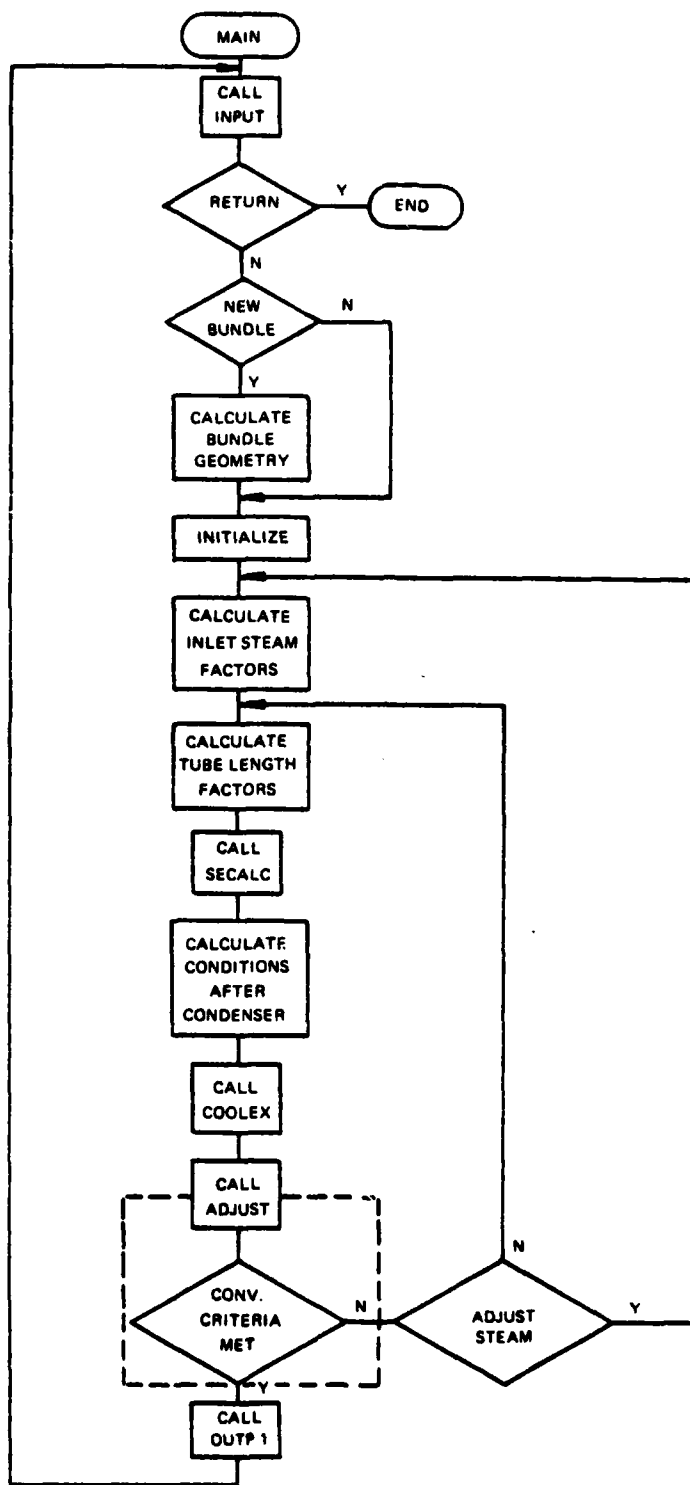 MAIN
CALL
INPUT
RETURN
Y
END
N
NEW
BUNDLE
N
Y
CALCULATE
BUNDLE
GEOMETRY
INITIALIZE
CALCULATE
INLET STEAM
FACTORS
CALCULATE
TUBE LENGTH
FACTORS
CALL
SECALC
CALCULATE
CONDITIONS
AFTER
CONDENSER
CALL
COOLEX
CALL
ADJUST
CONV.
CRITERIA
MET
N
Y
ADJUST
STEAM
N
Y
CALL
OUTP 1